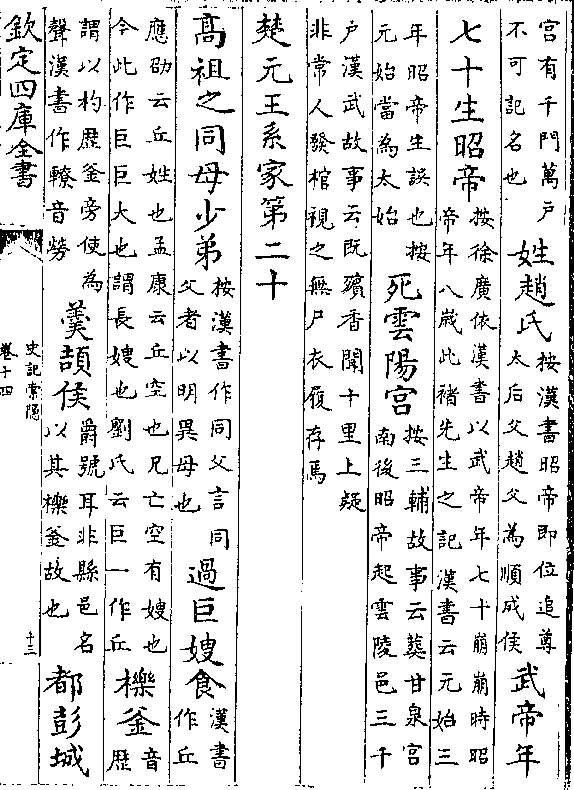 宮有千門萬户不可記名也姓趙氏按漢書昭帝即位追尊太后父趙父為順成侯武帝年
七十生昭帝按徐廣依漢書以武帝年七十崩崩時昭帝年八歲此褚先生之記漢書云元始三
年昭帝生誤也按元始當為太始死雲陽宮按三輔故事云葬甘泉宮南後昭帝起雲陵邑三千
户漢武故事云既殯香聞十里上疑非常人發棺視之無尸衣履存焉
楚元王系家第二十
高祖之同母少弟按漢書作同父言同父者以明異母也過巨嫂食漢書作丘
應劭云丘姓也孟康云丘空也兄亡空有嫂也今此作巨巨大也謂長嫂也劉氏云巨一作丘櫟釜音歴
謂以杓歴釜旁使為聲漢書作轑音勞羹頡侯爵號耳非縣邑名以其櫟釜故也都彭城
欽定四庫全書
史記索隱
卷十四
十三